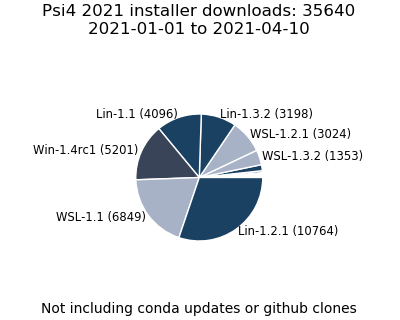 Psi4 2021 installer downloads: 35640
2021-01-01 to 2021-04-10
Lin-1.1 (4096)
Lin-1.3.2 (3198)
WSL-1.2.1 (3024)
Win-1.4rc1 (5201)
WSL-1.3.2 (1353)
WSL-1.1 (6849)
Lin-1.2.1 (10764)
Not including conda updates or github clones